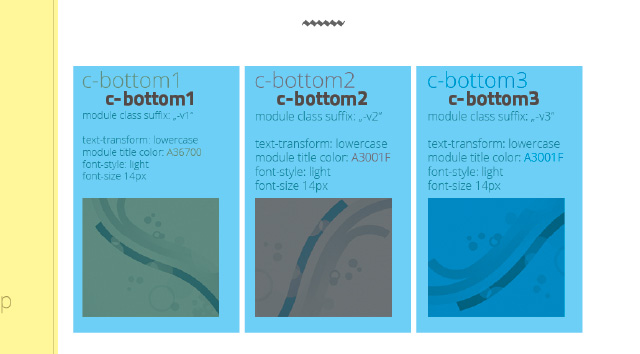 c-bottom1
c-bottom1
module class suffix: „-v1“
text-transform: lowercase
module title color: A36700
font-style: light
font-size 14px
c-bottom2
c-bottom2
module class suffix: „-v2“
text-transform: lowercase
module title color: A3001F
font-style: light
font-size 14px
c-bottom3
c-bottom3
module class suffix: „-v3“
text-transform: lowercase
module title color: A3001F
font-style: light
font-size 14px
p